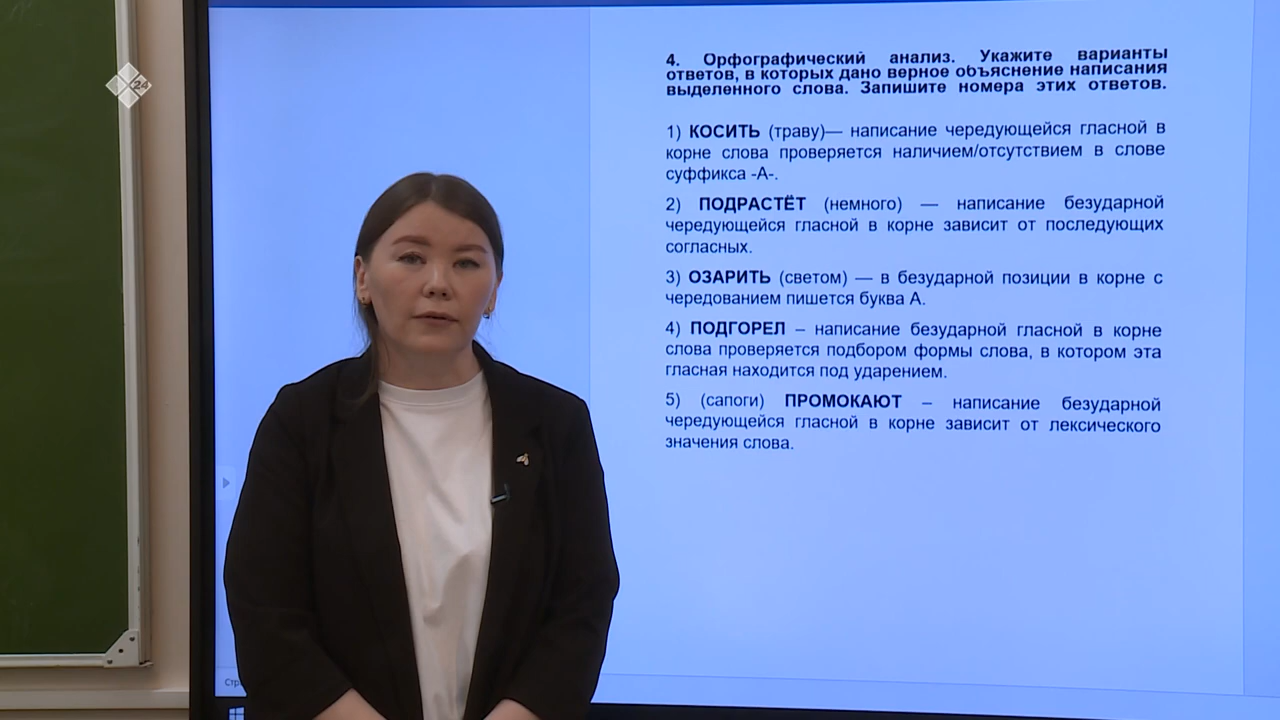 24
4. Орфографический анализ. Укажите варианты
ответов, в которых дано верное объяснение написания
выделенного слова. Запишите номера этих ответов.
1) КОСИТЬ (траву)— написание чередующейся гласной в
корне слова проверяется наличием/отсутствием в слове
суффикса -А-.
2) ПОДРАСТЁТ (немного) — написание безударной
чередующейся гласной в корне зависит от последующих
согласных.
3) ОЗАРИТЬ (светом) — в безударной позиции в корне с
чередованием пишется буква А.
4) ПОДГОРЕЛ – написание безударной гласной в корне
слова проверяется подбором формы слова, в котором эта
гласная находится под ударением.
5) (сапоги) ПРОМОКАЮТ – написание безударной
чередующейся гласной в корне зависит от лексического
значения слова.